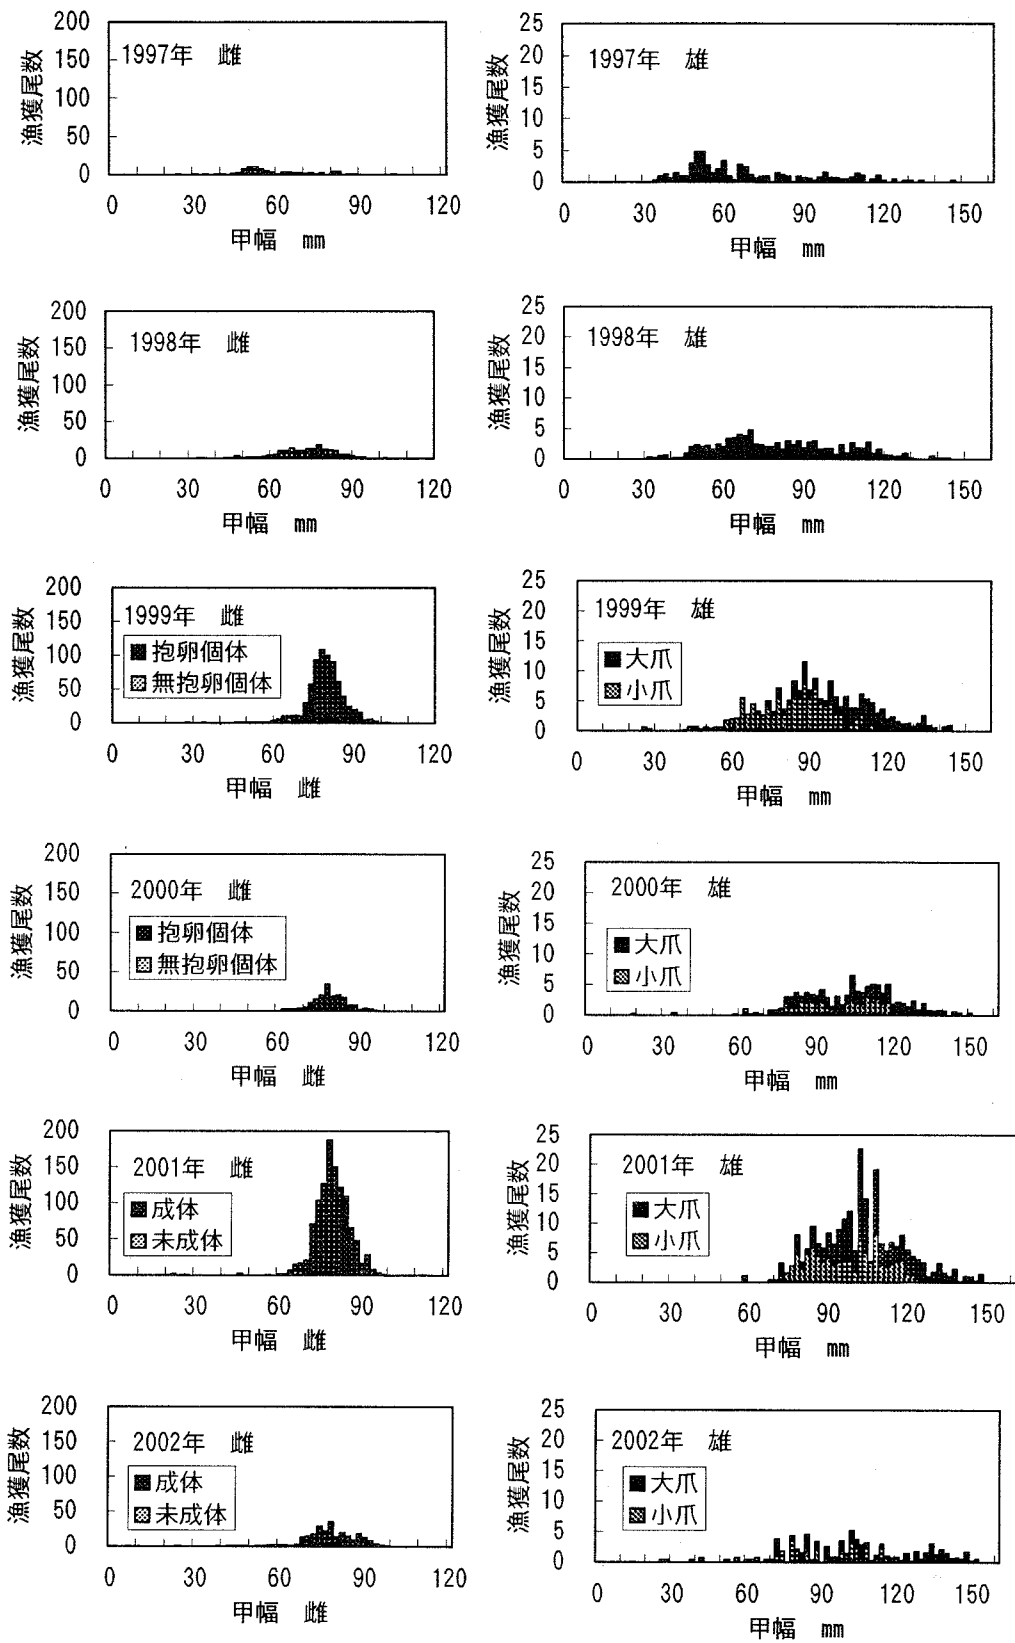 漁獲尾数
200
150
100
50
0
1997年 雌
0 30 60 90 120
甲幅 mm
漁獲尾数
25
20
15
10
5
0
1997年 雄
0 30 60 90 120 150
甲幅 mm
漁獲尾数
200
150
100
50
0
1998年 雌
0 30 60 90 120
甲幅 mm
漁獲尾数
25
20
15
10
5
0
1998年 雄
0 30 60 90 120 150
甲幅 mm
漁獲尾数
200
150
100
50
0
1999年 雌
抱卵個体
無抱卵個体
0 30 60 90 120
甲幅 雌
漁獲尾数
25
20
15
10
5
0
1999年 雄
大爪
小爪
0 30 60 90 120 150
甲幅 mm
漁獲尾数
200
150
100
50
0
2000年 雌
抱卵個体
無抱卵個体
0 30 60 90 120
甲幅 雌
漁獲尾数
25
20
15
10
5
0
2000年 雄
大爪
小爪
0 30 60 90 120 150
甲幅 mm
漁獲尾数
200
150
100
50
0
2001年 雌
成体
未成体
0 30 60 90 120
甲幅 雌
漁獲尾数
25
20
15
10
5
0
2001年 雄
大爪
小爪
0 30 60 90 120 150
甲幅 mm
漁獲尾数
200
150
100
50
0
2002年 雌
成体
未成体
0 30 60 90 120
甲幅 雌
漁獲尾数
25
20
15
10
5
0
2002年 雄
大爪
小爪
0 30 60 90 120 150
甲幅 mm